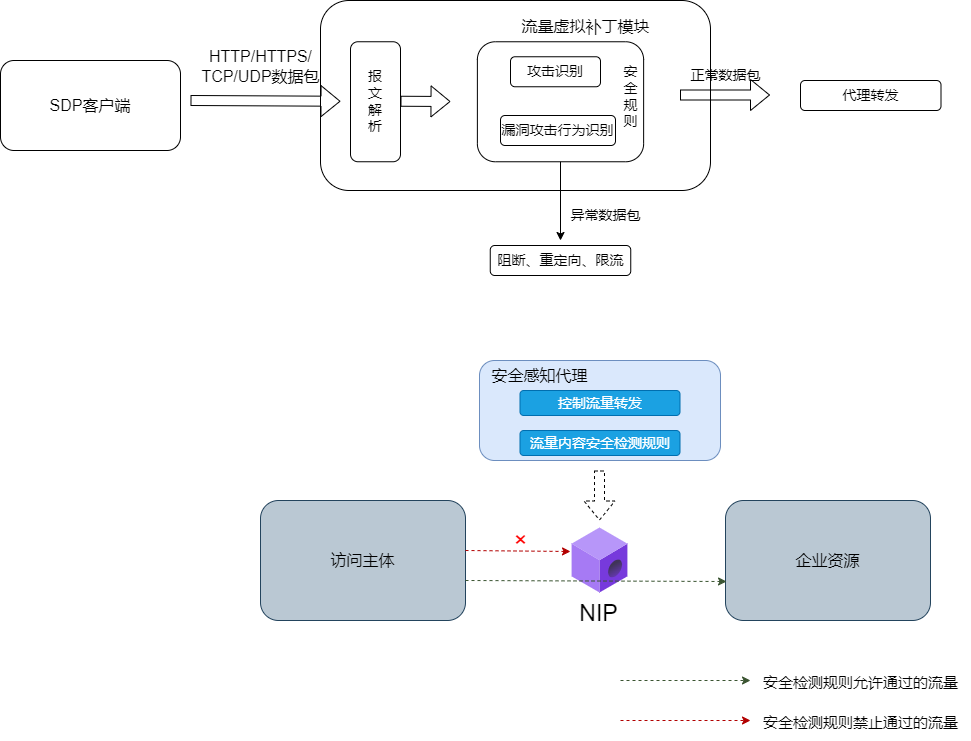 流量虚拟补丁模块
HTTP/HTTPS/
TCP/UDP数据包
SDP客户端
报文解析
攻击识别
漏洞攻击行为识别
安全规则
正常数据包
代理转发
异常数据包
阻断、重定向、限流
安全感知代理
控制流量转发
流量内容安全检测规则
访问主体
×
NIP
企业资源
安全检测规则允许通过的流量
安全检测规则禁止通过的流量